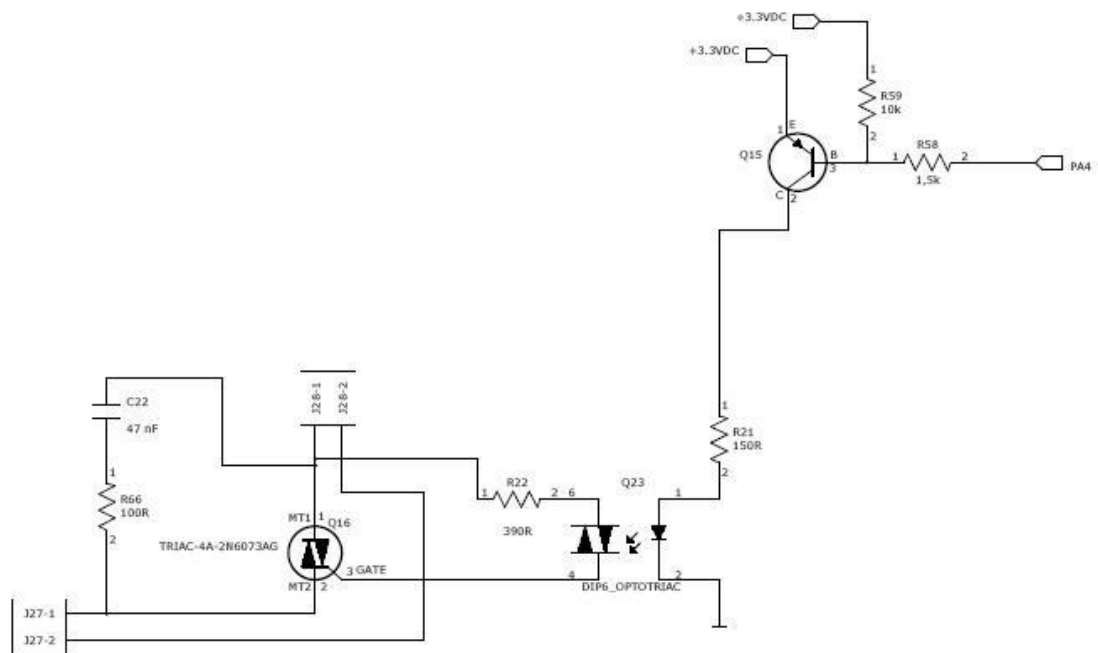 +3.3VDC
+3.3VDC
1
R59
10k
2
1 E
Q15
B
3
C
2
R58
1 2
1,5k
PA4
C22
47 nF
J28-1
J28-2
1
R21
150R
2
1
R66
100R
2
R22
1 2 6
390R
Q23
1
MT1 1
Q16
TRIAC-4A-2N6073AG
3 GATE
MT2 2
4
2
DIP6_OPTOTRIAC
J27-1
J27-2